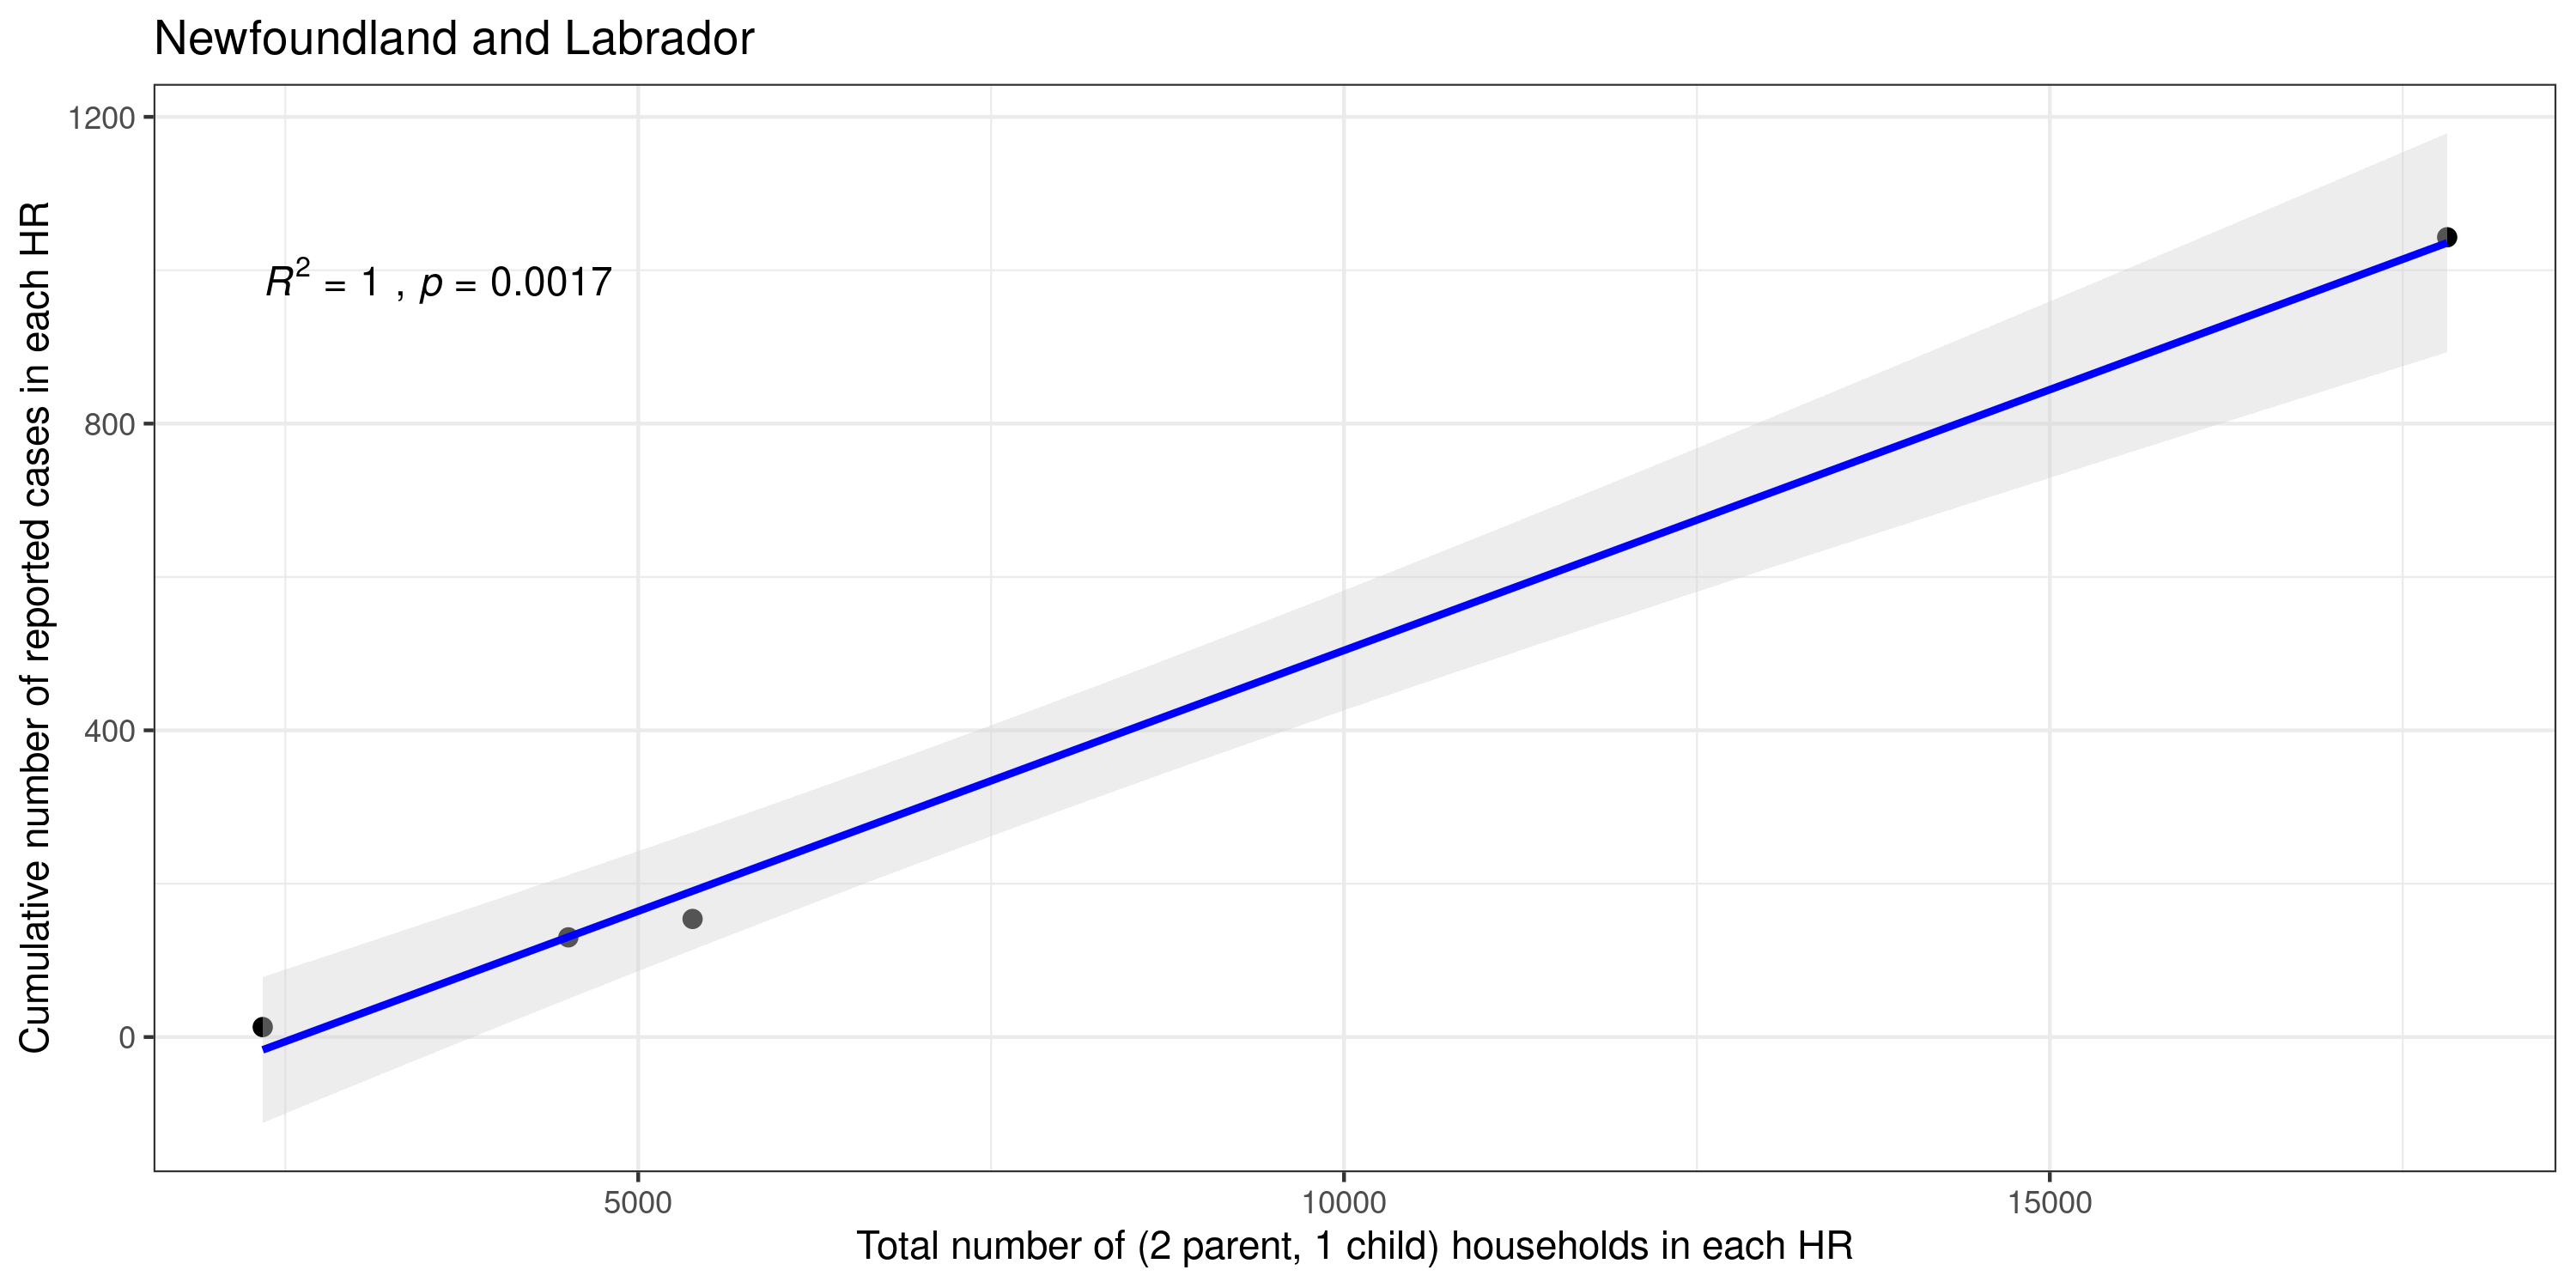 Newfoundland and Labrador
Cumulative number of reported cases in each HR
1200
800
400
0
R² = 1 , p = 0.0017
5000 10000 15000
Total number of (2 parent, 1 child) households in each HR